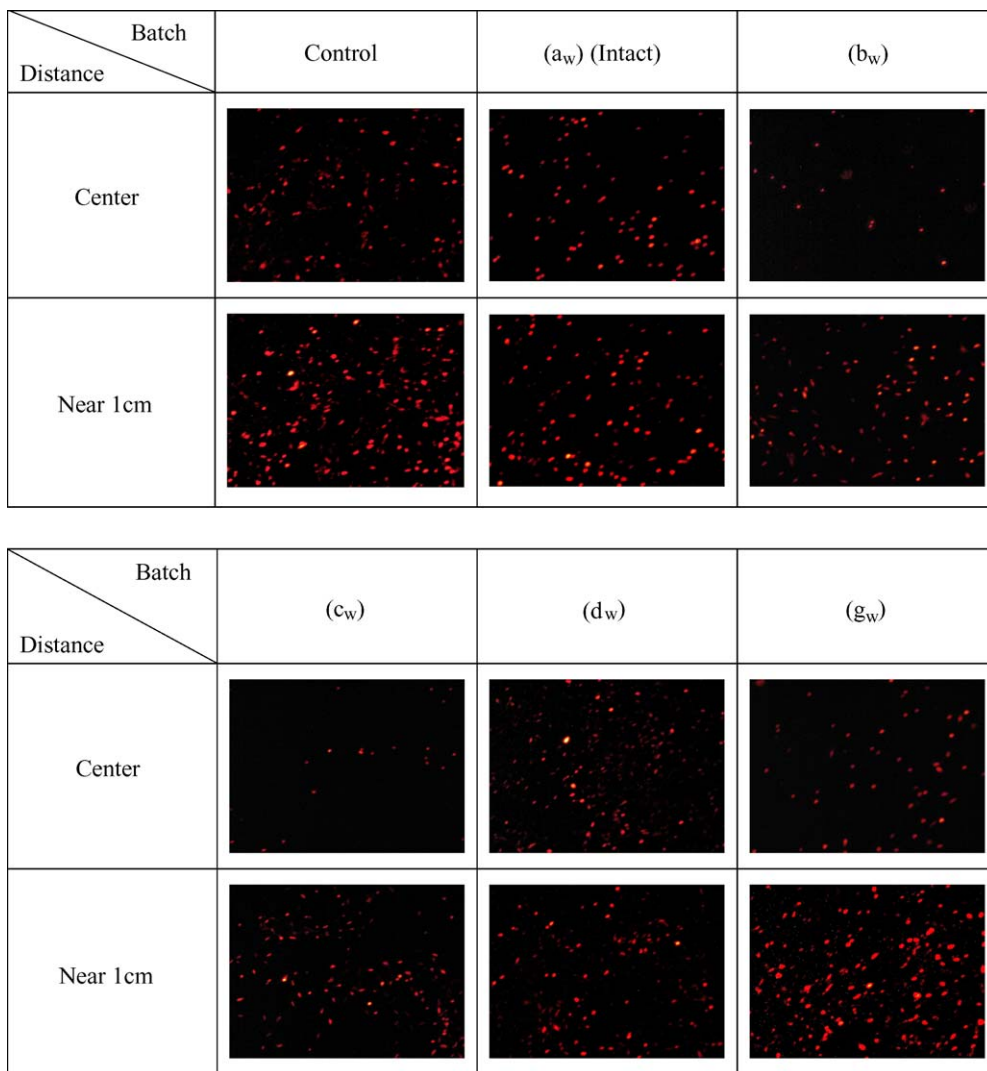 Batch
Distance
Control
(aw) (Intact)
(bw)
Center
Near 1cm
Batch
Distance
(cw)
(dw)
(gw)
Center
Near 1cm